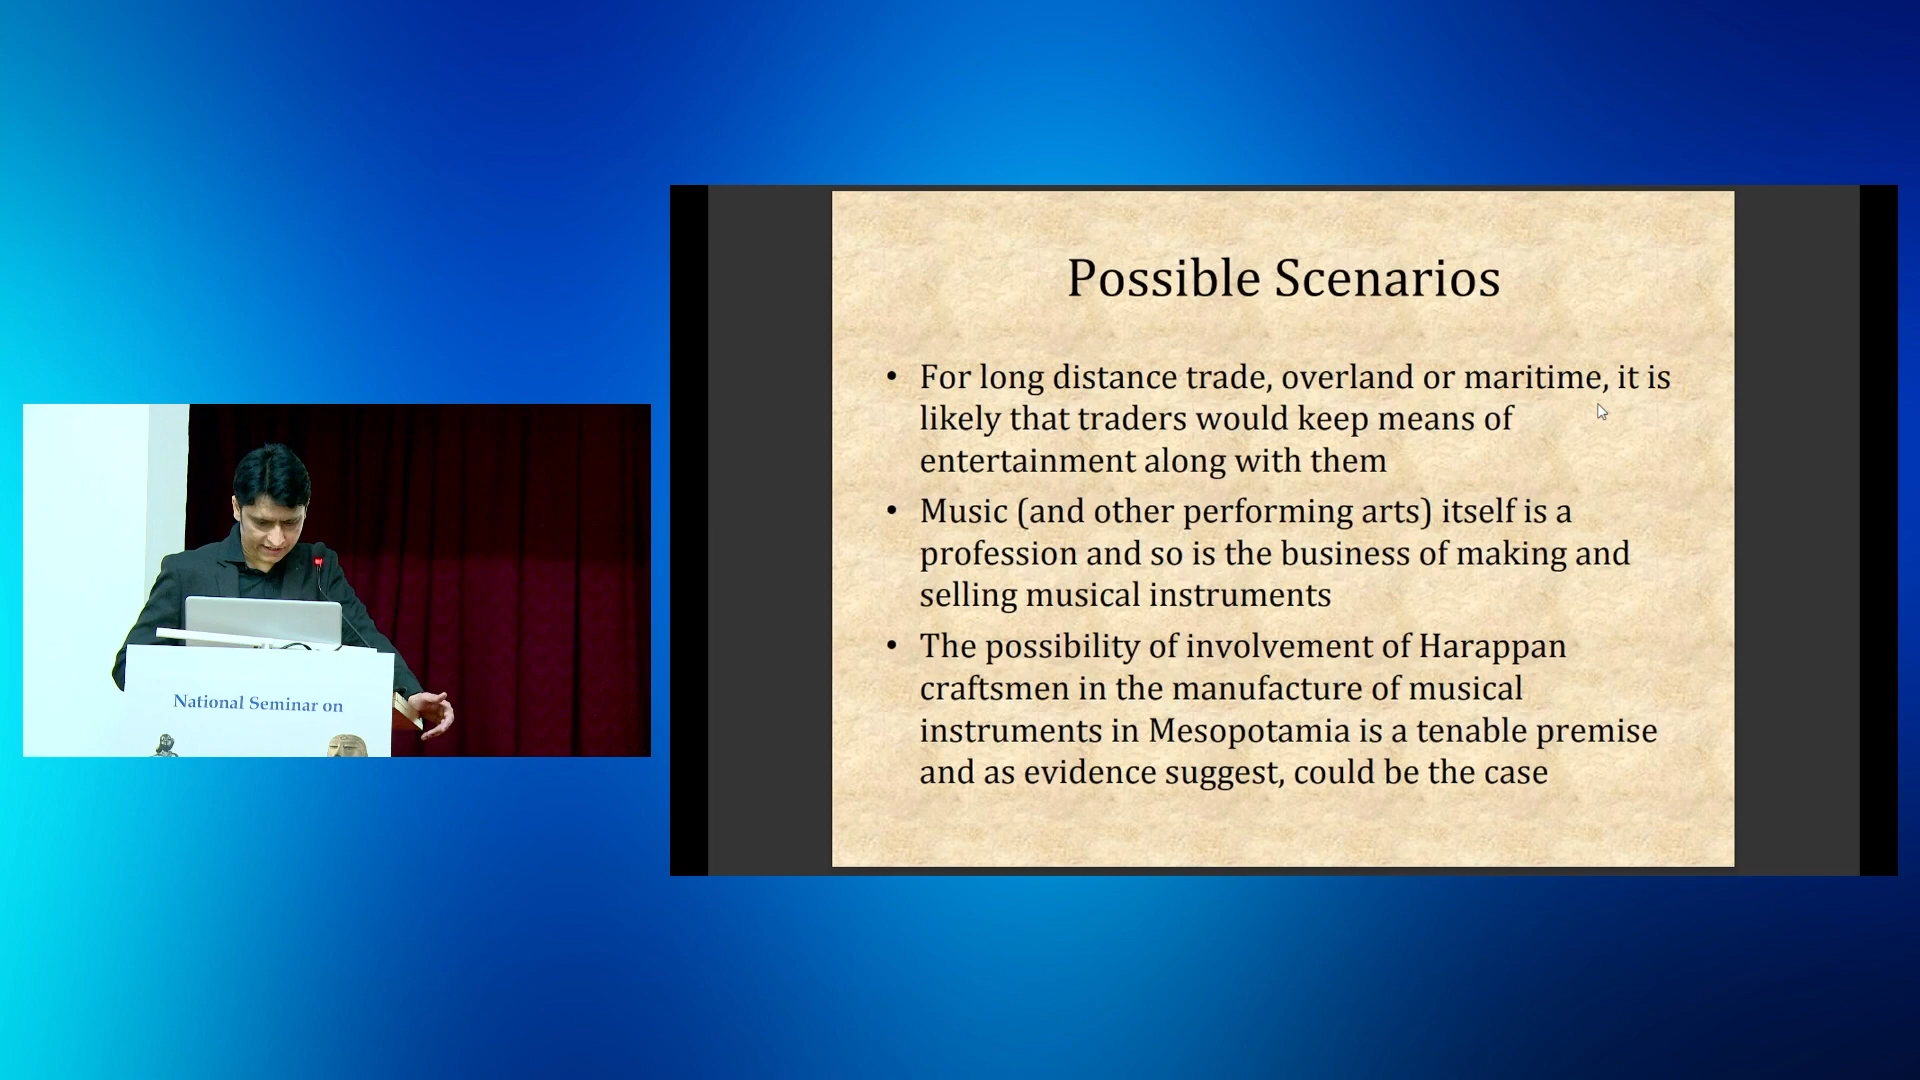 National Seminar on
Possible Scenarios
• For long distance trade, overland or maritime, it is
likely that traders would keep means of
entertainment along with them
• Music (and other performing arts) itself is a
profession and so is the business of making and
selling musical instruments
• The possibility of involvement of Harappan
craftsmen in the manufacture of musical
instruments in Mesopotamia is a tenable premise
and as evidence suggest, could be the case